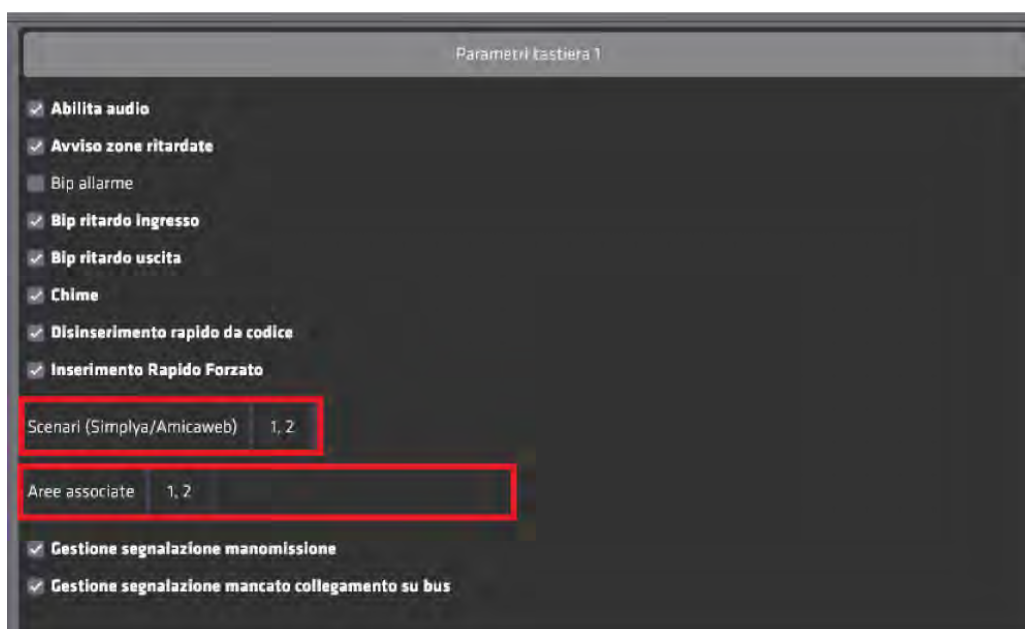 Parametri tastiera 1
Abilita audio
Avviso zone ritardate
Bip allarme
Bip ritardo ingresso
Bip ritardo uscita
Chime
Disinserimento rapido da codice
Inserimento Rapido Forzato
Scenari (Simplya/Amicaweb) 1, 2
Aree associate 1, 2
Gestione segnalazione manomissione
Gestione segnalazione mancato collegamento su bus